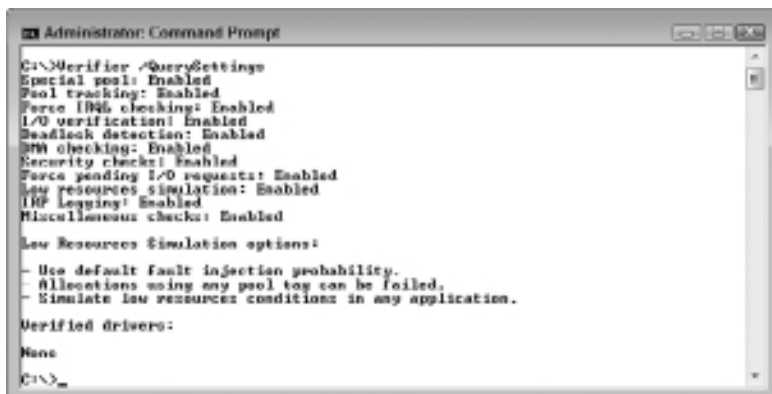 Administrator: Command Prompt
C:\>Verifier /QuerySettings
Special pool: Enabled
Pool tracking: Enabled
Force IRQL checking: Enabled
I/O verification: Enabled
Deadlock detection: Enabled
DMA checking: Enabled
Security checks: Enabled
Force pending I/O requests: Enabled
Low resources simulation: Enabled
IRP Logging: Enabled
Miscellaneous checks: Enabled
Low Resources Simulation options:
- Use default fault injection probability.
- Allocations using any pool tag can be failed.
- Simulate low resources conditions in any application.
Verified drivers:
None
C:\>_